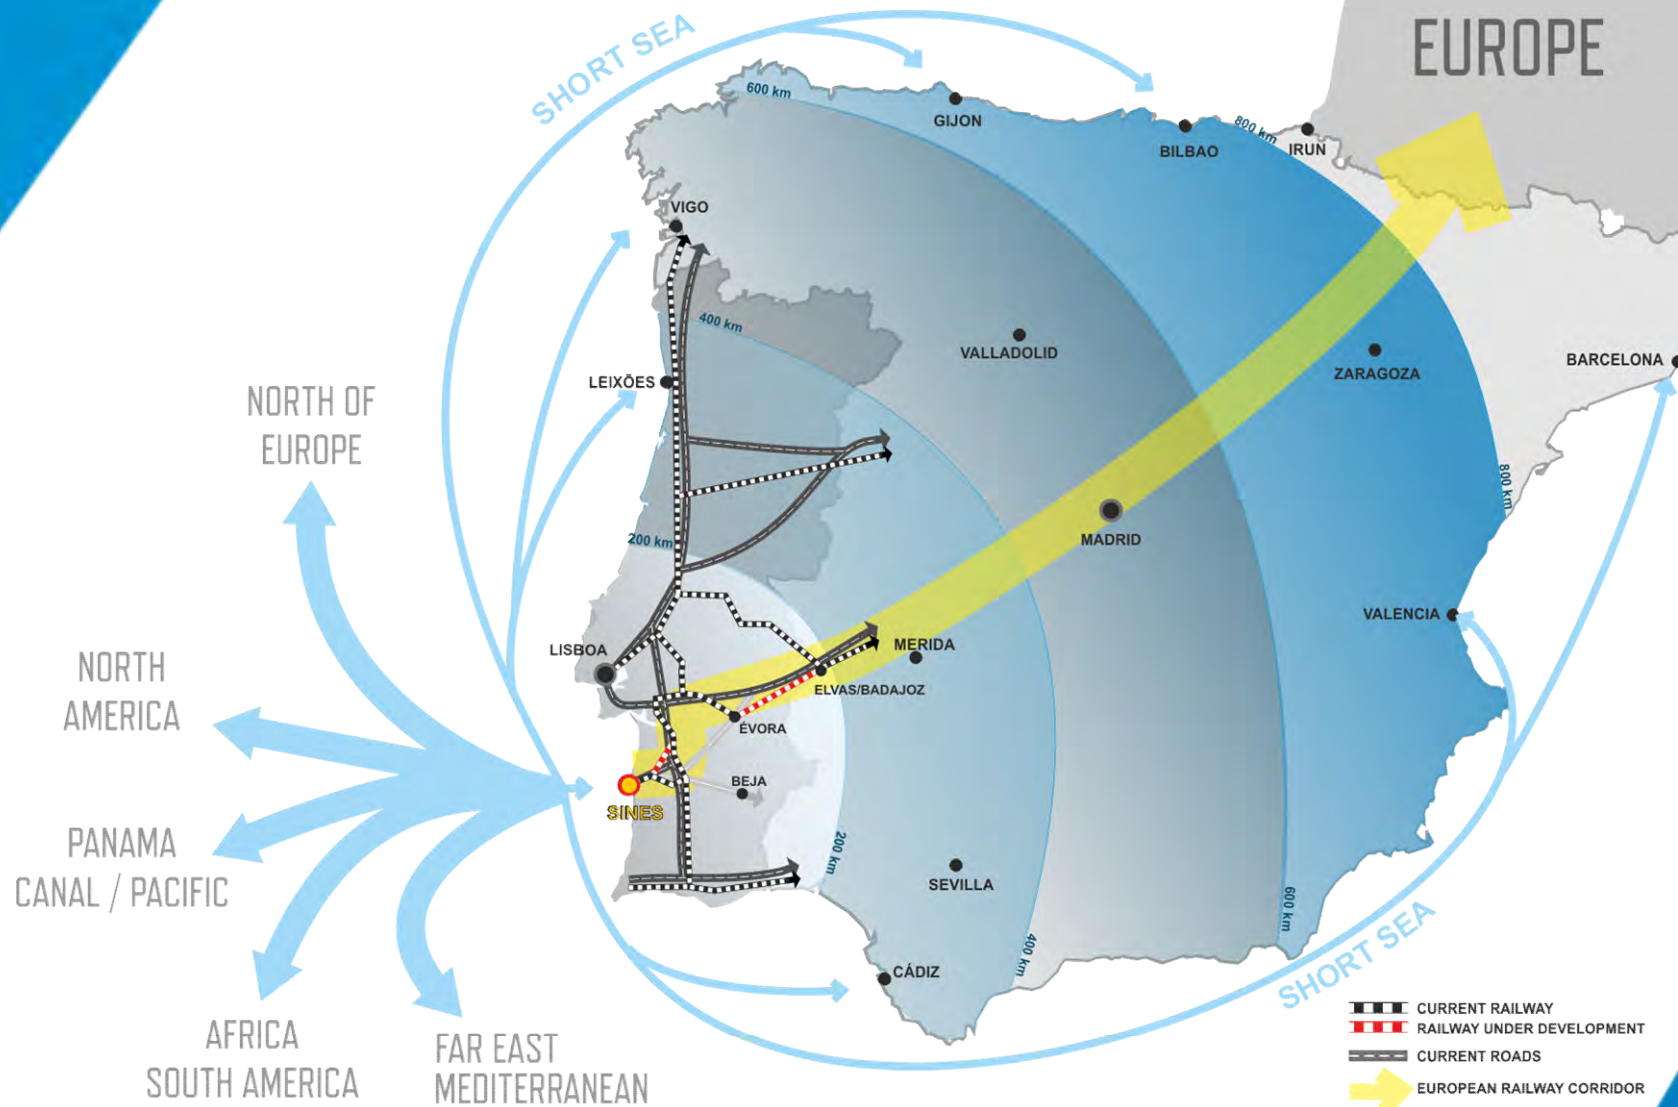 EUROPE
SHORT SEA
600 km
GIJON
BILBAO
800 km
IRUN
VIGO
400 km
VALLADOLID
ZARAGOZA
BARCELONA
LEIXÕES
NORTH OF
EUROPE
800 km
200 km
MADRID
VALENCIA
LISBOA
MERIDA
ELVAS/BADAJOZ
NORTH
AMERICA
ÉVORA
BEJA
SINES
PANAMA
CANAL / PACIFIC
200 km
SEVILLA
600 km
400 km
CÁDIZ
SHORT SEA
AFRICA
SOUTH AMERICA
FAR EAST
MEDITERRANEAN
CURRENT RAILWAY
RAILWAY UNDER DEVELOPMENT
CURRENT ROADS
EUROPEAN RAILWAY CORRIDOR